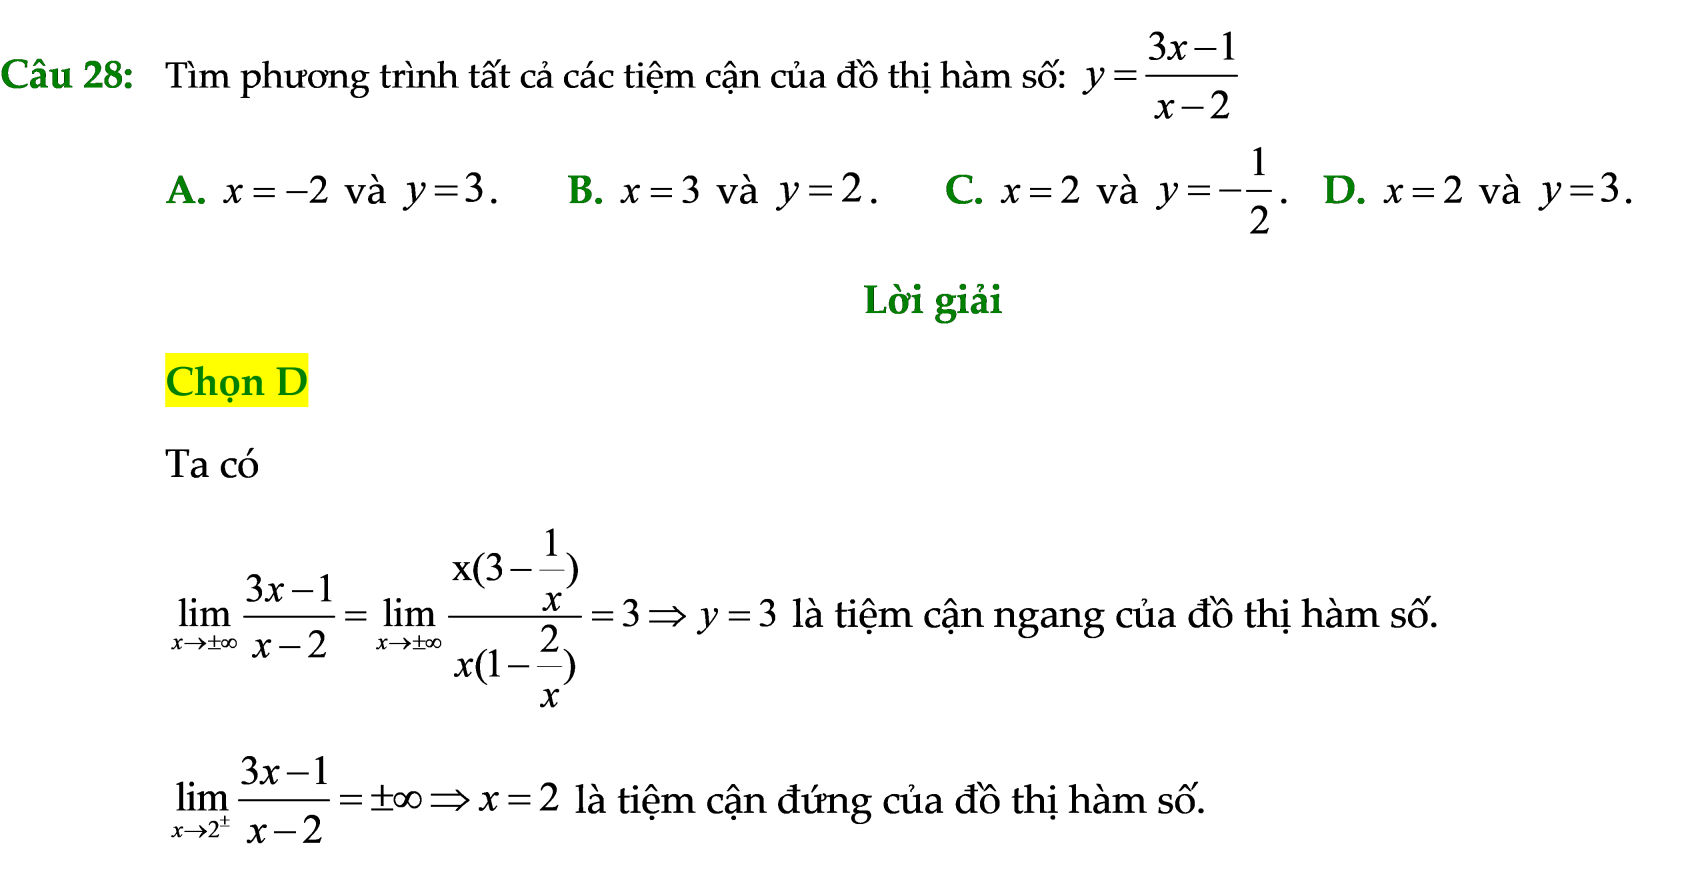 Câu 28: Tìm phương trình tất cả các tiệm cận của đồ thị hàm số: $y = \frac{3x-1}{x-2}$
A. $x = -2$ và $y = 3$. B. $x = 3$ và $y = 2$. C. $x = 2$ và $y = -\frac{1}{2}$. D. $x = 2$ và $y = 3$.
Lời giải
Chọn D
Ta có
$\lim_{x \to \pm\infty} \frac{3x-1}{x-2} = \lim_{x \to \pm\infty} \frac{x(3-\frac{1}{x})}{x(1-\frac{2}{x})} = 3 \Rightarrow y = 3$ là tiệm cận ngang của đồ thị hàm số.
$\lim_{x \to 2^{\pm}} \frac{3x-1}{x-2} = \pm\infty \Rightarrow x = 2$ là tiệm cận đứng của đồ thị hàm số.